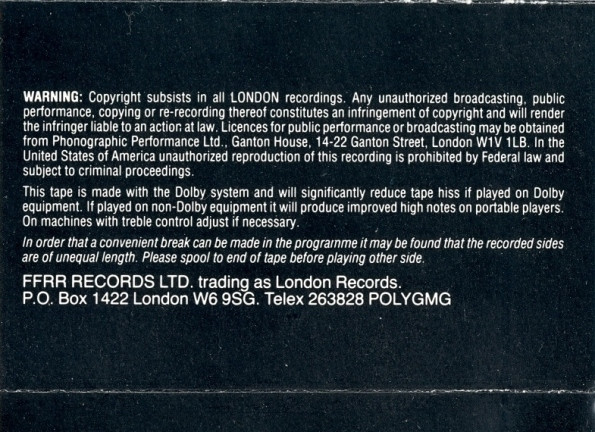 WARNING: Copyright subsists in all LONDON recordings. Any unauthorized broadcasting, public
performance, copying or re-recording thereof constitutes an infringement of copyright and will render
the infringer liable to an action at law. Licences for public performance or broadcasting may be obtained
from Phonographic Performance Ltd., Ganton House, 14-22 Ganton Street, London W1V 1LB. In the
United States of America unauthorized reproduction of this recording is prohibited by Federal law and
subject to criminal proceedings.
This tape is made with the Dolby system and will significantly reduce tape hiss if played on Dolby
equipment. If played on non-Dolby equipment it will produce improved high notes on portable players.
On machines with treble control adjust if necessary.
In order that a convenient break can be made in the programme it may be found that the recorded sides
are of unequal length. Please spool to end of tape before playing other side.
FFRR RECORDS LTD. trading as London Records.
P.O. Box 1422 London W6 9SG. Telex 263828 POLYGMG